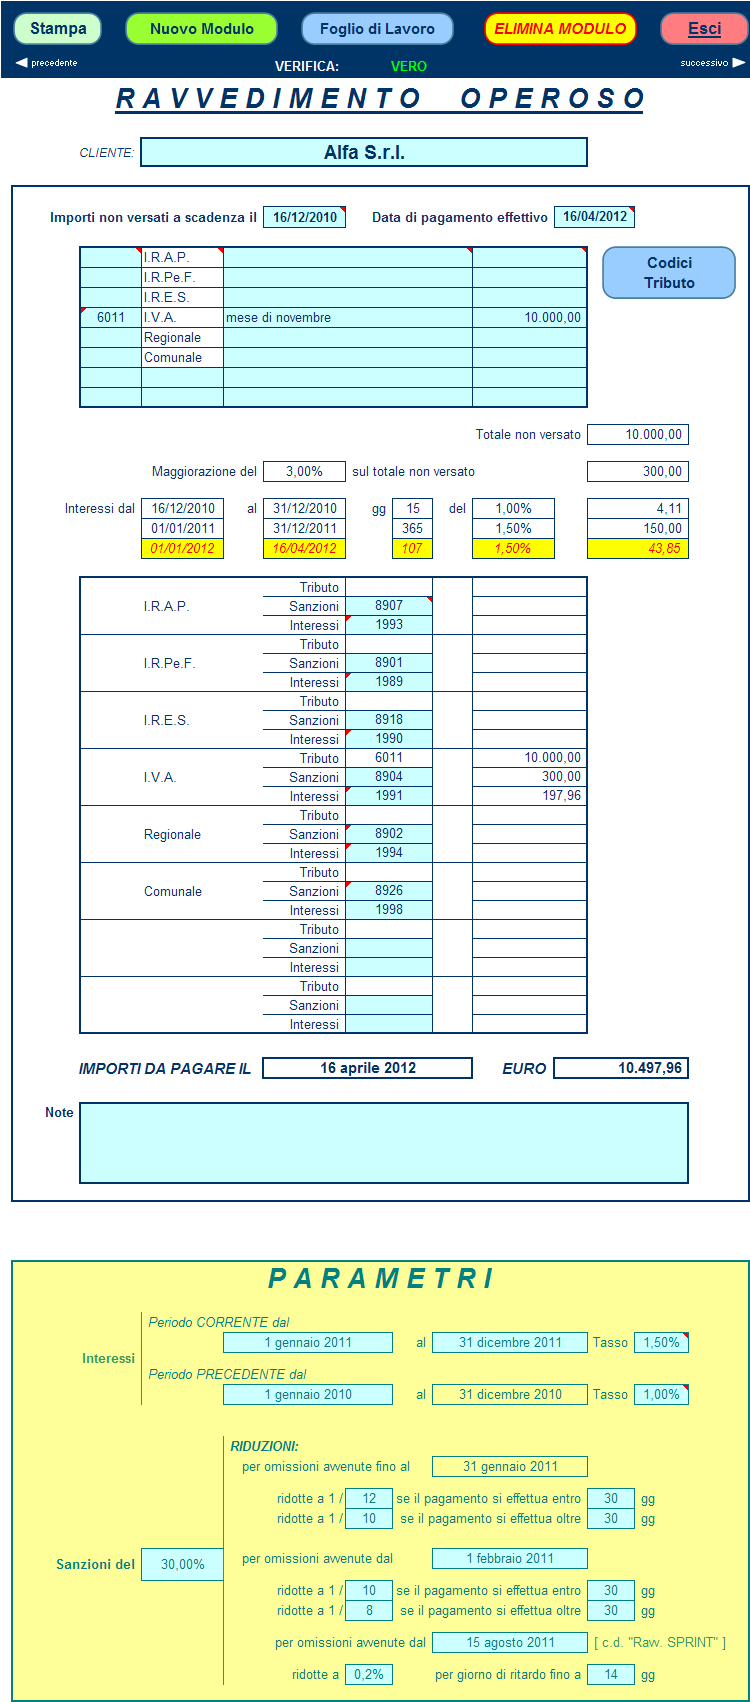 Stampa Nuovo Modulo Foglio di Lavoro ELIMINA MODULO Esci
precedente VERIFICA: VERO successivo
RAVVEDIMENTO OPEROSO
CLIENTE: Alfa S.r.l.
Importi non versati a scadenza il 16/12/2010 Data di pagamento effettivo 16/04/2012
I.R.A.P.
I.R.Pe.F.
I.R.E.S.
6011 I.V.A. mese di novembre 10.000,00
Regionale
Comunale
Codici
Tributo
Totale non versato 10.000,00
Maggiorazione del 3,00% sul totale non versato 300,00
Interessi dal 16/12/2010 al 31/12/2010 gg 15 del 1,00% 4,11
01/01/2011 31/12/2011 365 1,50% 150,00
01/01/2012 16/04/2012 107 1,50% 43,85
Tributo
I.R.A.P. Sanzioni 8907
Interessi 1993
Tributo
I.R.Pe.F. Sanzioni 8901
Interessi 1989
Tributo
I.R.E.S. Sanzioni 8918
Interessi 1990
Tributo 6011 10.000,00
I.V.A. Sanzioni 8904 300,00
Interessi 1991 197,96
Tributo
Regionale Sanzioni 8902
Interessi 1994
Tributo
Comunale Sanzioni 8926
Interessi 1998
Tributo
Sanzioni
Interessi
Tributo
Sanzioni
Interessi
IMPORTI DA PAGARE IL 16 aprile 2012 EURO 10.497,96
Note
PARAMETRI
Periodo CORRENTE dal
1 gennaio 2011 al 31 dicembre 2011 Tasso 1,50%
Interessi
Periodo PRECEDENTE dal
1 gennaio 2010 al 31 dicembre 2010 Tasso 1,00%
RIDUZIONI:
per omissioni avvenute fino al 31 gennaio 2011
ridotte a 1 / 12 se il pagamento si effettua entro 30 gg
ridotte a 1 / 10 se il pagamento si effettua oltre 30 gg
Sanzioni del 30,00%
per omissioni avvenute dal 1 febbraio 2011
ridotte a 1 / 10 se il pagamento si effettua entro 30 gg
ridotte a 1 / 8 se il pagamento si effettua oltre 30 gg
per omissioni avvenute dal 15 agosto 2011 [ c.d. "Ravv. SPRINT" ]
ridotte a 0,2% per giorno di ritardo fino a 14 gg